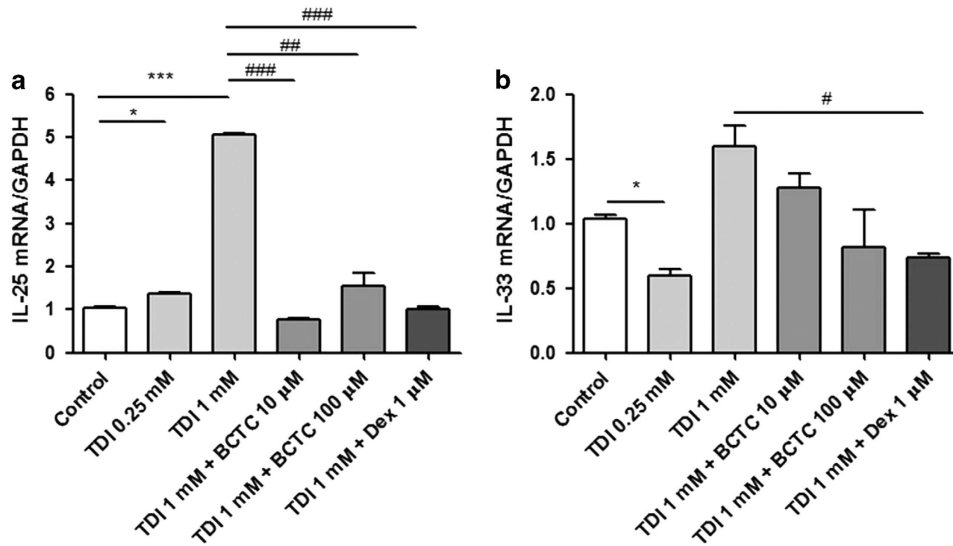 a
###
##
###
***
*
IL-25 mRNA/GAPDH
6
5
4
3
2
1
0
Control
TDI 0.25 mM
TDI 1 mM
TDI 1 mM + BCTC 10 µM
TDI 1 mM + BCTC 100 µM
TDI 1 mM + Dex 1 µM
b
#
*
IL-33 mRNA/GAPDH
2.0
1.5
1.0
0.5
0.0
Control
TDI 0.25 mM
TDI 1 mM
TDI 1 mM + BCTC 10 µM
TDI 1 mM + BCTC 100 µM
TDI 1 mM + Dex 1 µM